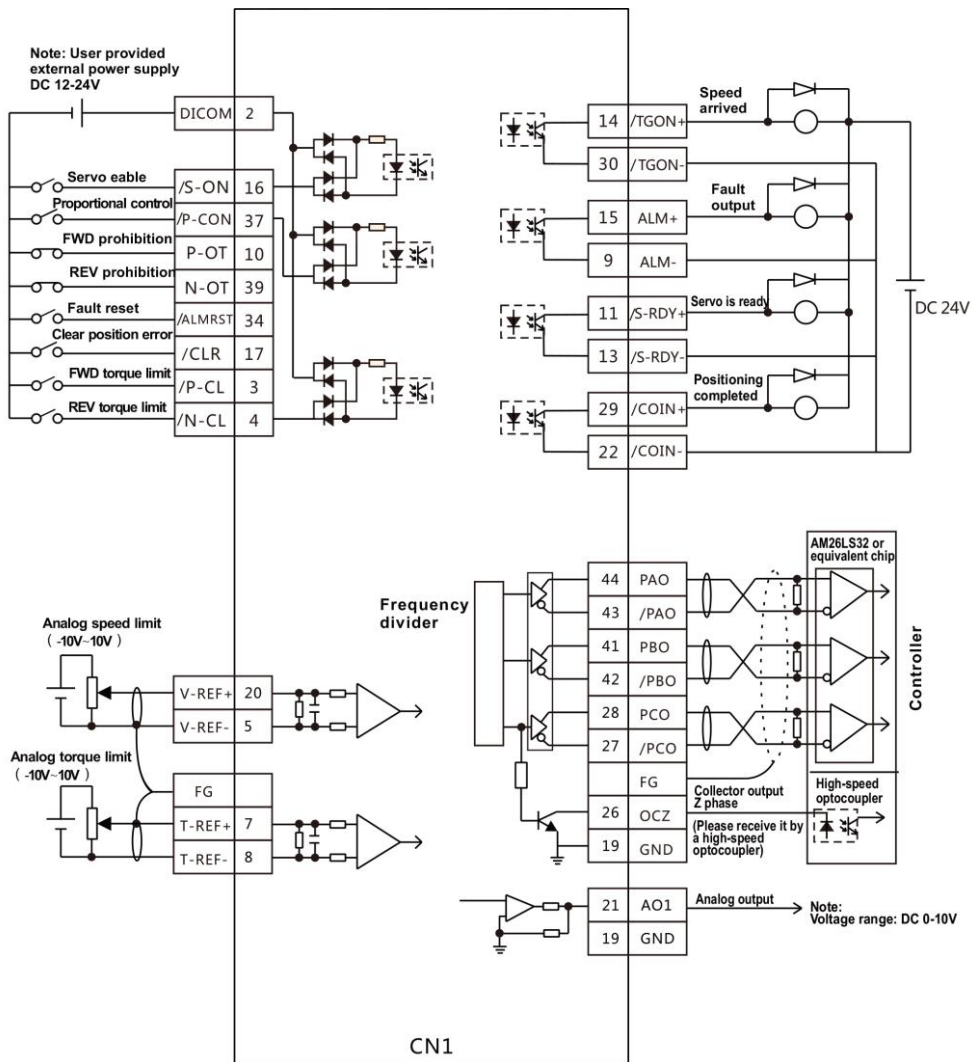 Note: User provided
external power supply
DC 12-24V
DICOM 2
Servo eable
/S-ON 16
Proportional control
/P-CON 37
FWD prohibition
P-OT 10
REV prohibition
N-OT 39
Fault reset
/ALMRST 34
Clear position error
/CLR 17
FWD torque limit
/P-CL 3
REV torque limit
/N-CL 4
14 /TGON+
Speed
arrived
30 /TGON-
15 ALM+
Fault
output
9 ALM-
11 /S-RDY+
Servo is ready
13 /S-RDY-
Positioning
completed
29 /COIN+
22 /COIN-
DC 24V
Analog speed limit
( -10V~10V )
V-REF+ 20
V-REF- 5
Analog torque limit
( -10V~10V )
FG
T-REF+ 7
T-REF- 8
Frequency
divider
44 PAO
43 /PAO
41 PBO
42 /PBO
28 PCO
27 /PCO
FG
26 OCZ
19 GND
Collector output
Z phase
(Please receive it by
a high-speed
optocoupler)
AM26LS32 or
equivalent chip
Controller
High-speed
optocoupler
21 AO1
19 GND
Analog output
Note:
Voltage range: DC 0-10V
CN1